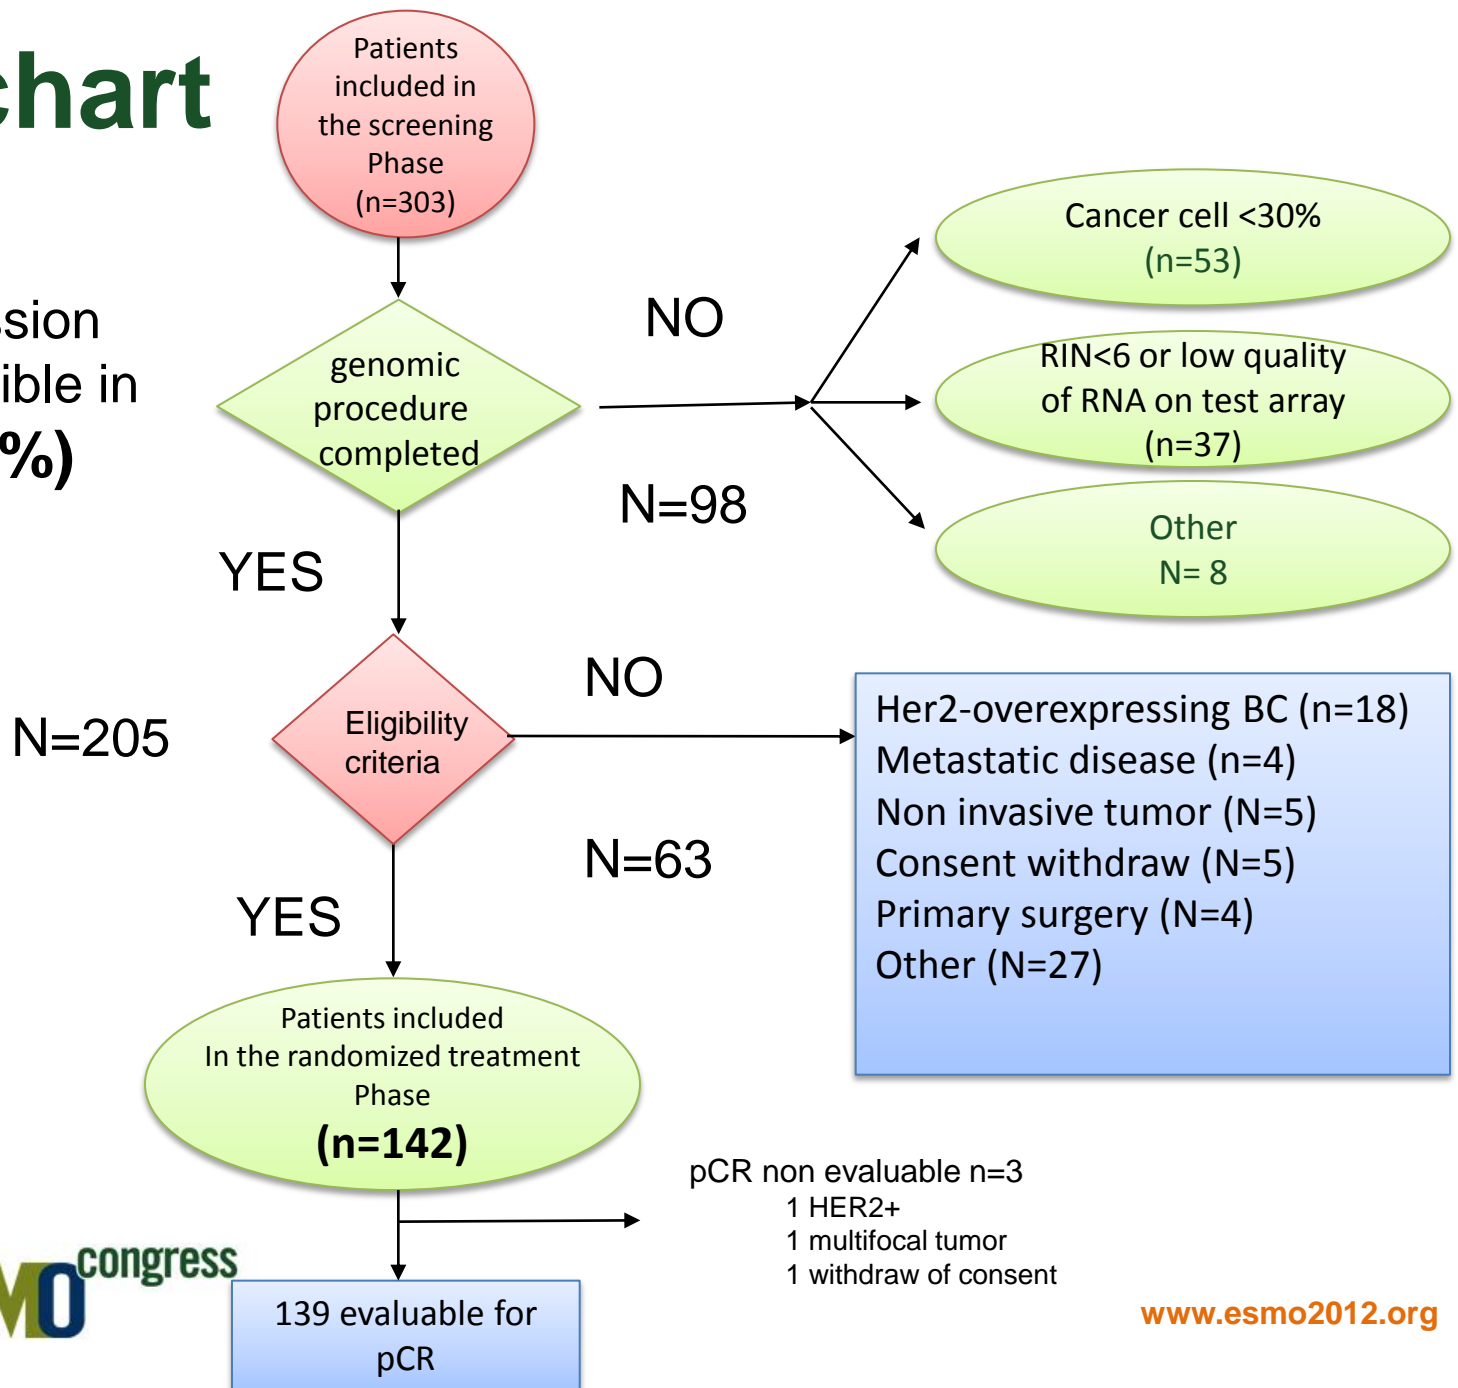 chart
Patients
included in
the screening
Phase
(n=303)
Cancer cell <30%
(n=53)
NO
genomic
procedure
completed
RIN<6 or low quality
of RNA on test array
(n=37)
ible in
%)
N=98
Other
N= 8
YES
NO
N=205
Eligibility
criteria
Her2-overexpressing BC (n=18)
Metastatic disease (n=4)
Non invasive tumor (N=5)
Consent withdraw (N=5)
Primary surgery (N=4)
Other (N=27)
N=63
YES
Patients included
In the randomized treatment
Phase
(n=142)
pCR non evaluable n=3
1 HER2+
1 multifocal tumor
1 withdraw of consent
MO congress
139 evaluable for
pCR
www.esmo2012.org